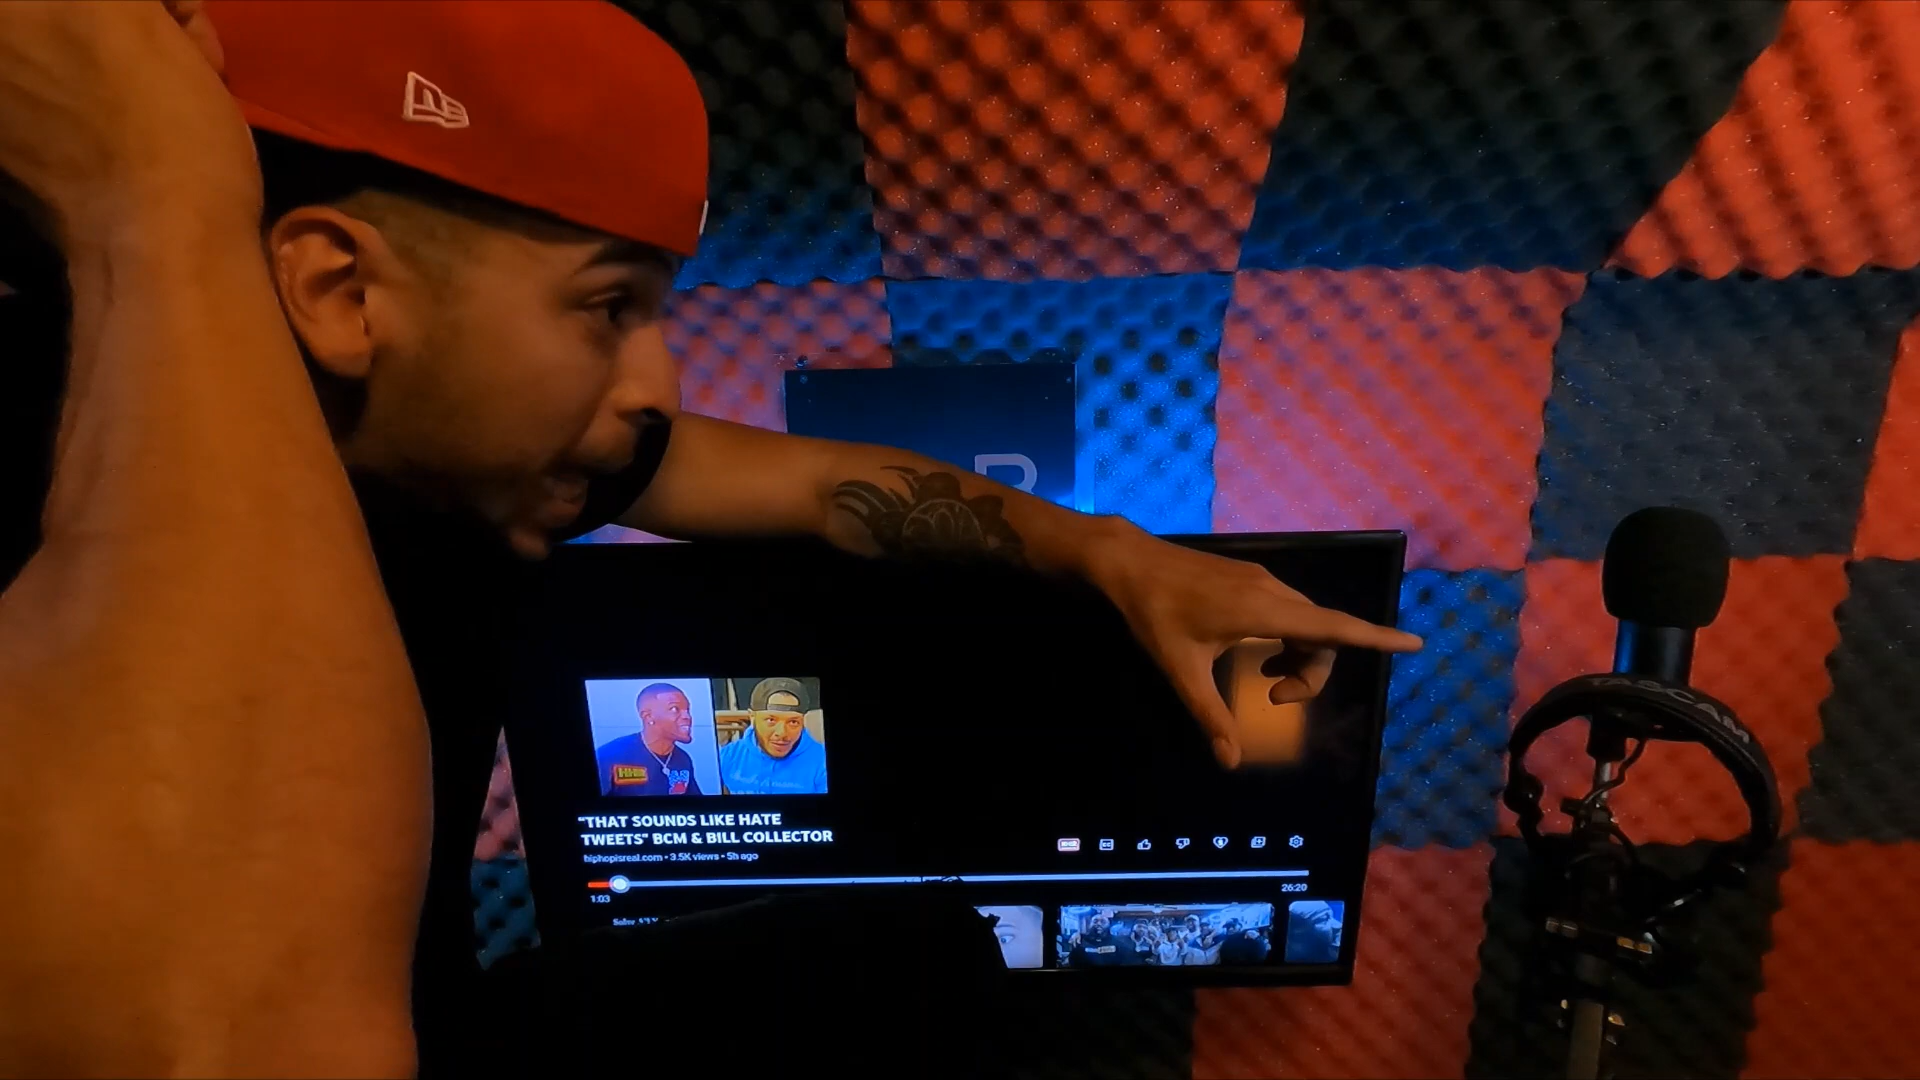 TASCAM
"THAT SOUNDS LIKE HATE
TWEETS" BCM & BILL COLLECTOR
hiphopisreal.com • 3.5K views • 5h ago
1:03
26:20